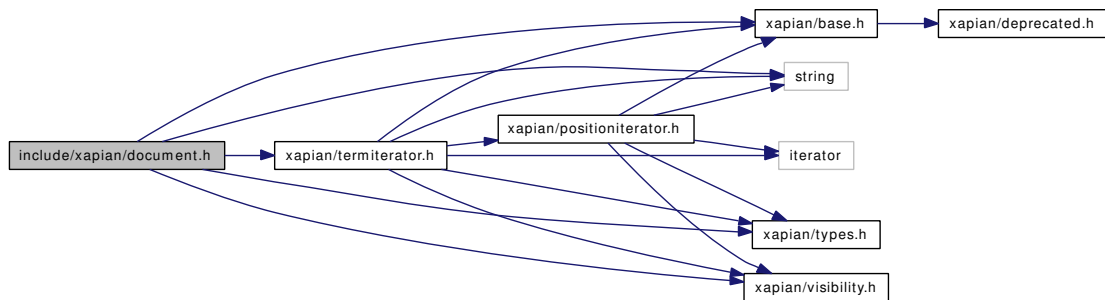 xapian/base.h
xapian/deprecated.h
string
xapian/positioniterator.h
include/xapian/document.h
xapian/termiterator.h
iterator
xapian/types.h
xapian/visibility.h